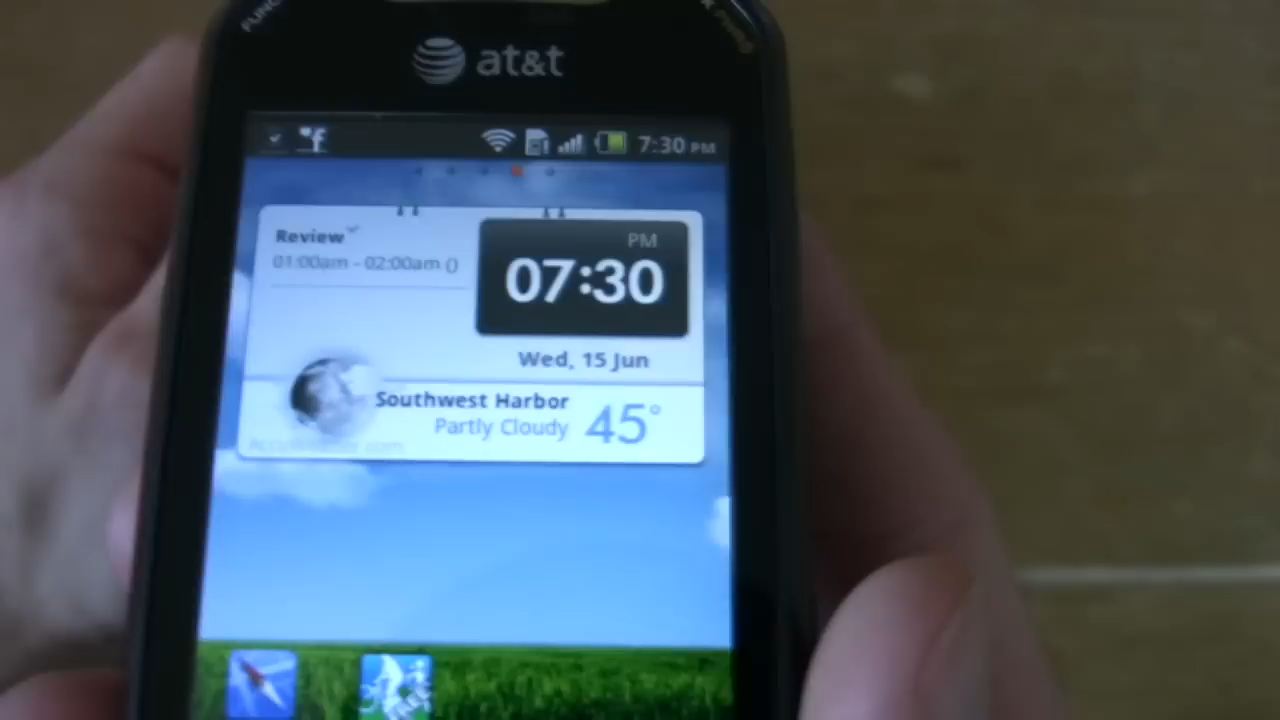 FUNC
at&t
7:30 PM
Review
01:00am - 02:00am ()
PM
07:30
Wed, 15 Jun
Southwest Harbor
Partly Cloudy
45°